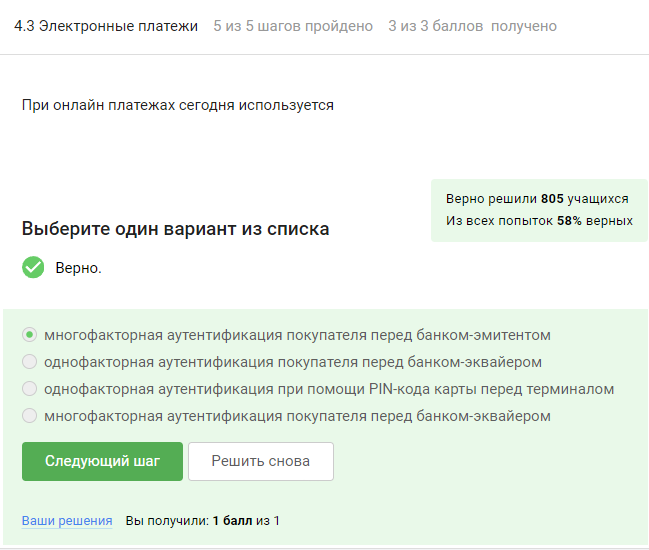 4.3 Электронные платежи 5 из 5 шагов пройдено 3 из 3 баллов получено
При онлайн платежах сегодня используется
Верно решили 805 учащихся
Из всех попыток 58% верных
Выберите один вариант из списка
Верно.
многофакторная аутентификация покупателя перед банком-эмитентом
однофакторная аутентификация покупателя перед банком-эквайером
однофакторная аутентификация при помощи PIN-кода карты перед терминалом
многофакторная аутентификация покупателя перед банком-эквайером
Следующий шаг Решить снова
Ваши решения Вы получили: 1 балл из 1